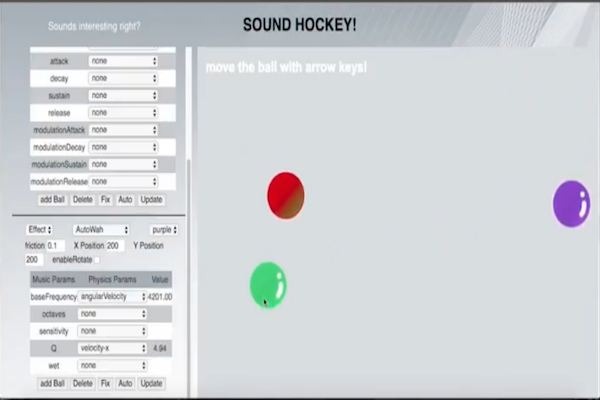 Sounds interesting right?
SOUND HOCKEY!
move the ball with arrow keys!
attack none
decay none
sustain none
release none
modulationAttack none
modulationDecay none
modulationSustain none
modulationRelease none
add Ball Delete Fix Auto Update
Effect AutoWah purple
friction 0.1 X Position 200 Y Position
200 enableRotate
Music Params Physics Params Value
baseFrequency angularVelocity 4201.00
octaves none
sensitivity none
Q velocity-x 4.94
wet none
add Ball Delete Fix Auto Update